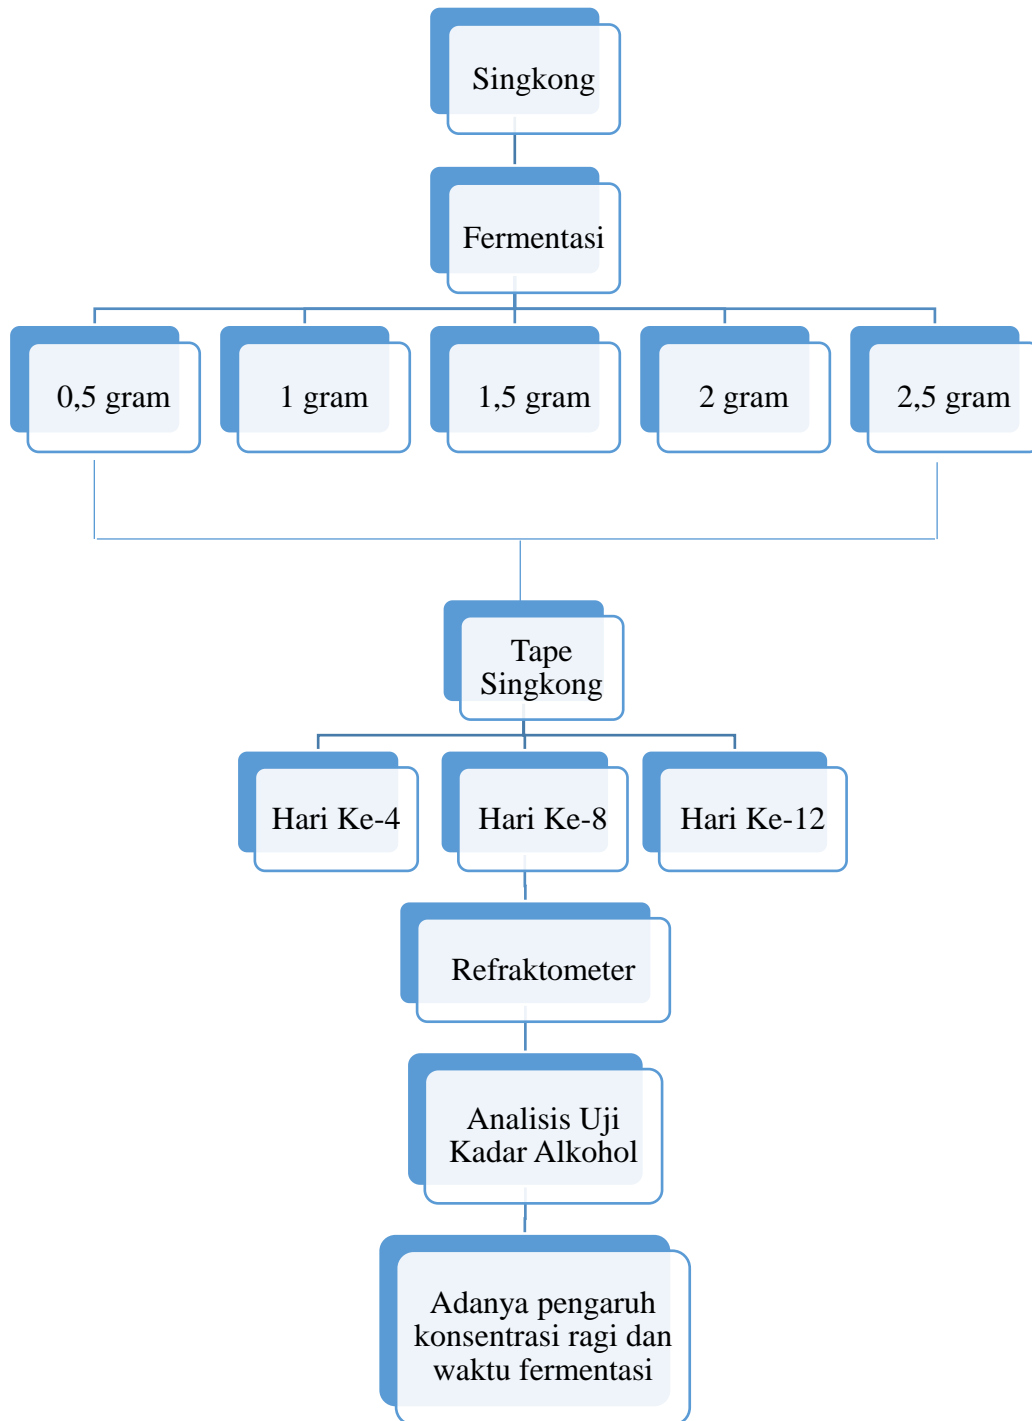 Singkong
Fermentasi
0,5 gram
1 gram
1,5 gram
2 gram
2,5 gram
Tape
Singkong
Hari Ke-4
Hari Ke-8
Hari Ke-12
Refraktometer
Analisis Uji
Kadar Alkohol
Adanya pengaruh
konsentrasi ragi dan
waktu fermentasi